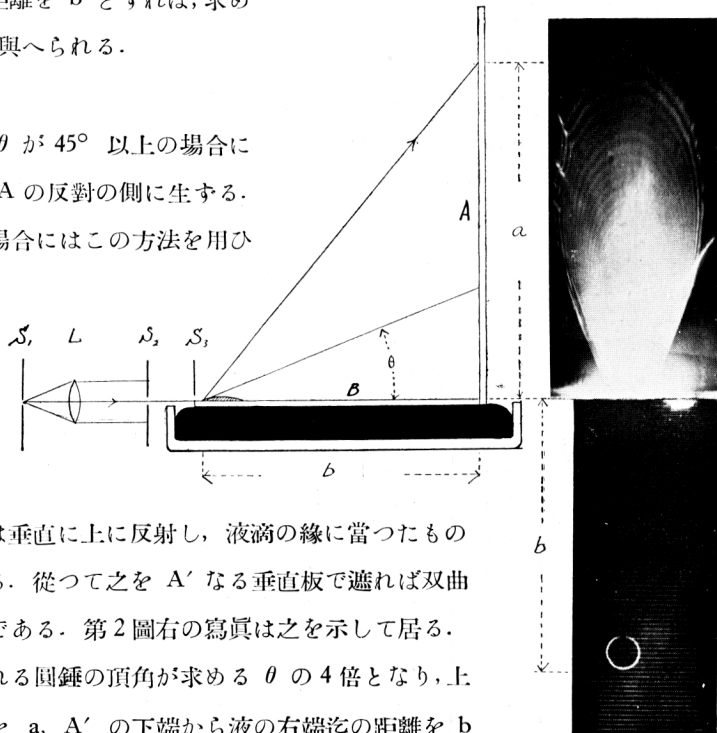 距離を b とすれば, 求め
與へられる.
θ が 45° 以上の場合に
A の反對の側に生ずる.
場合にはこの方法を用ひ
A
a
S₁ L S₂ S₃
θ
B
b
b
は垂直に上に反射し, 液滴の緣に當つたもの
. 從つて之を A′ なる垂直板で遮れば双曲
である. 第2圖右の寫眞は之を示して居る.
れる圓錘の頂角が求める θ の4倍となり, 上
a, A′ の下端から液の右端迄の距離を b